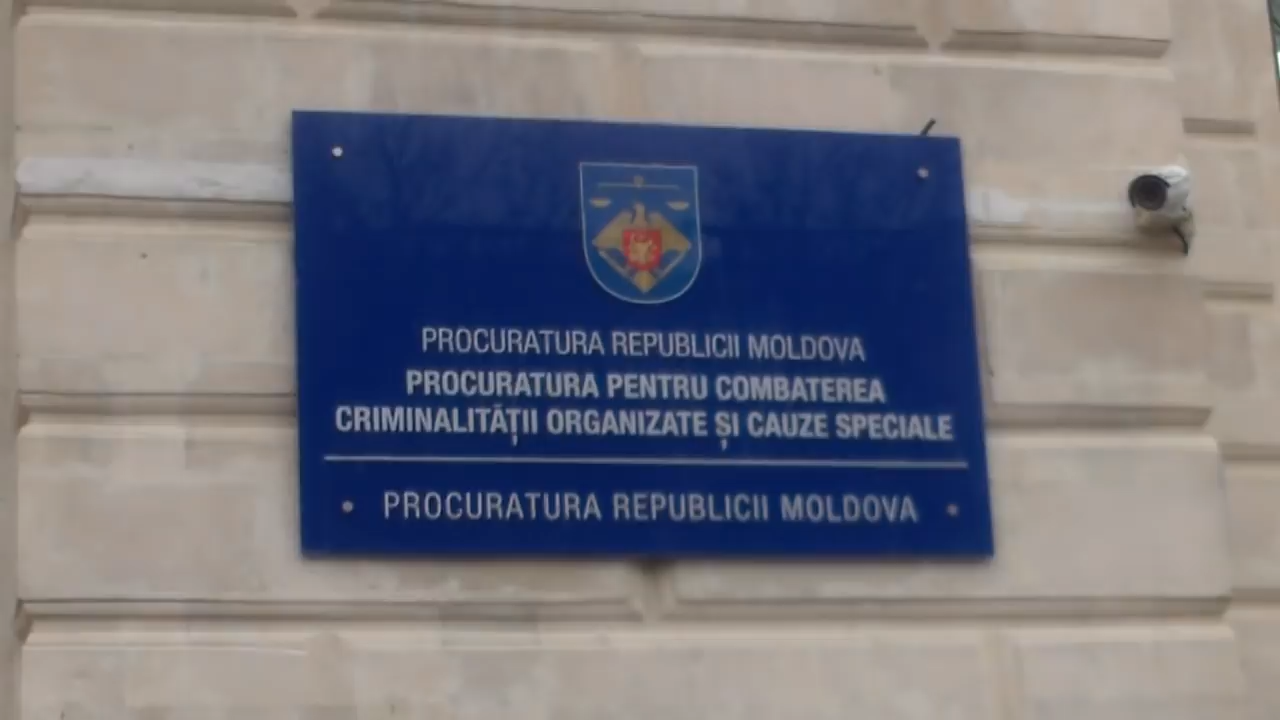 PROCURATURA REPUBLICII MOLDOVA
PROCURATURA PENTRU COMBATEREA
CRIMINALITĂȚII ORGANIZATE ȘI CAUZE SPECIALE
PROCURATURA REPUBLICII MOLDOVA